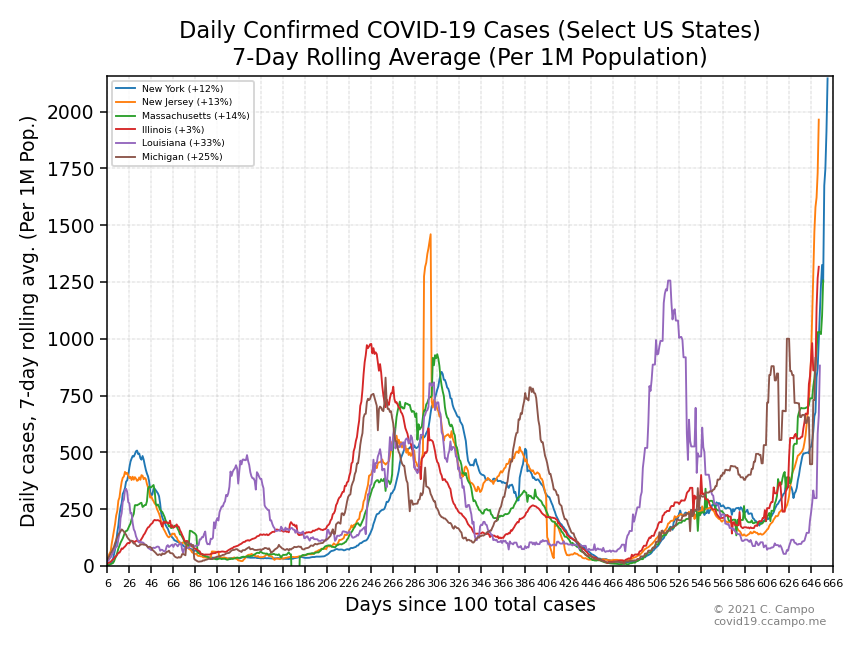 Daily Confirmed COVID-19 Cases (Select US States)
7-Day Rolling Average (Per 1M Population)
New York (+12%)
New Jersey (+13%)
Massachusetts (+14%)
Illinois (+3%)
Louisiana (+33%)
Michigan (+25%)
Daily cases, 7-day rolling avg. (Per 1M Pop.)
2000
1750
1500
1250
1000
750
500
250
0
6 26 46 66 86 106 126 146 166 186 206 226 246 266 286 306 326 346 366 386 406 426 446 466 486 506 526 546 566 586 606 626 646 666
Days since 100 total cases
© 2021 C. Campo
covid19.ccampo.me